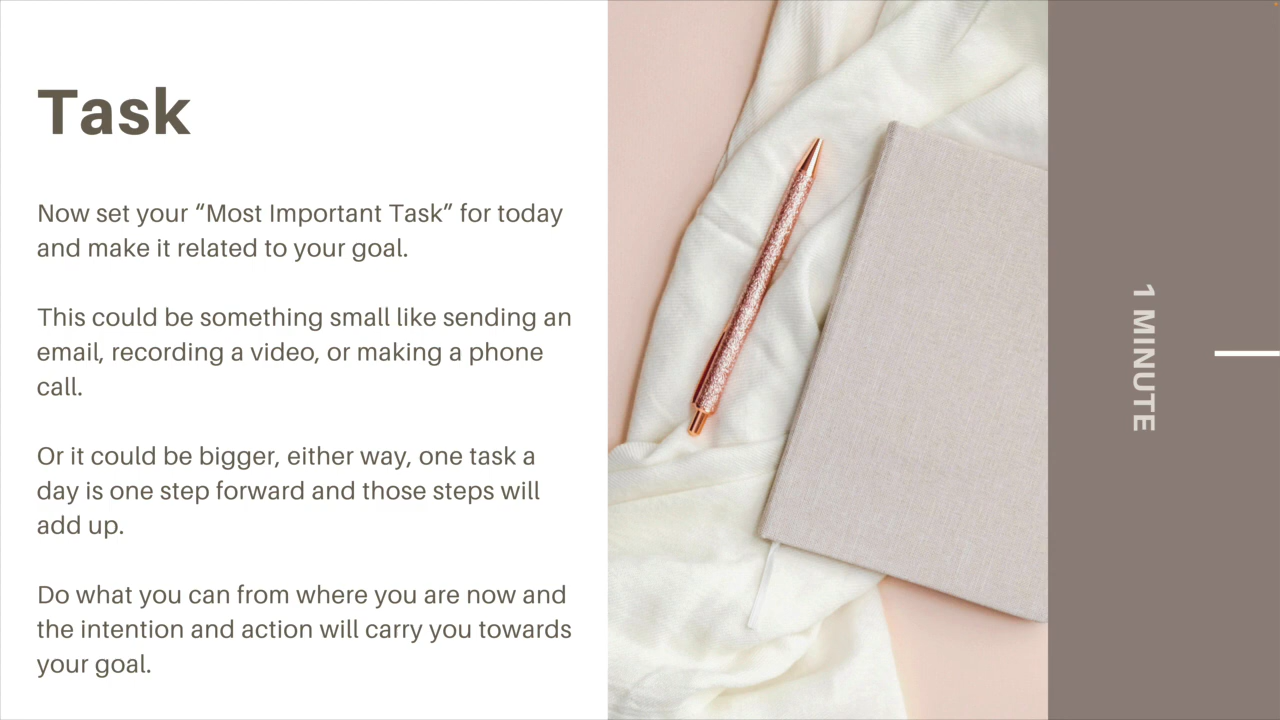 Task
Now set your “Most Important Task” for today
and make it related to your goal.
This could be something small like sending an
email, recording a video, or making a phone
call.
Or it could be bigger, either way, one task a
day is one step forward and those steps will
add up.
Do what you can from where you are now and
the intention and action will carry you towards
your goal.
1 MINUTE